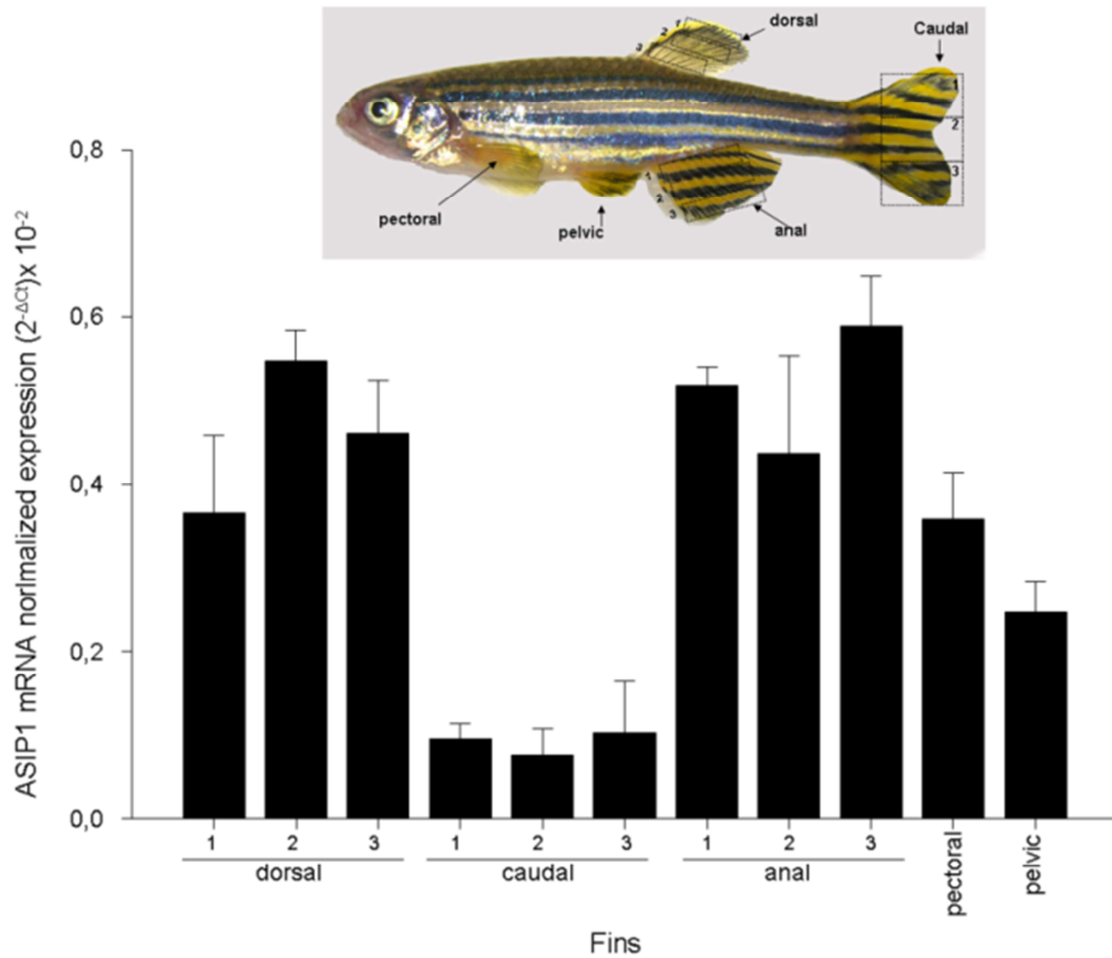 dorsal
Caudal
1
2
3
1
2
3
1
2
3
pectoral
pelvic
anal
ASIP1 mRNA norlmalized expression (2-ΔCt)x 10-2
0,8
0,6
0,4
0,2
0,0
1 2 3 1 2 3 1 2 3 pectoral pelvic
dorsal caudal anal
Fins